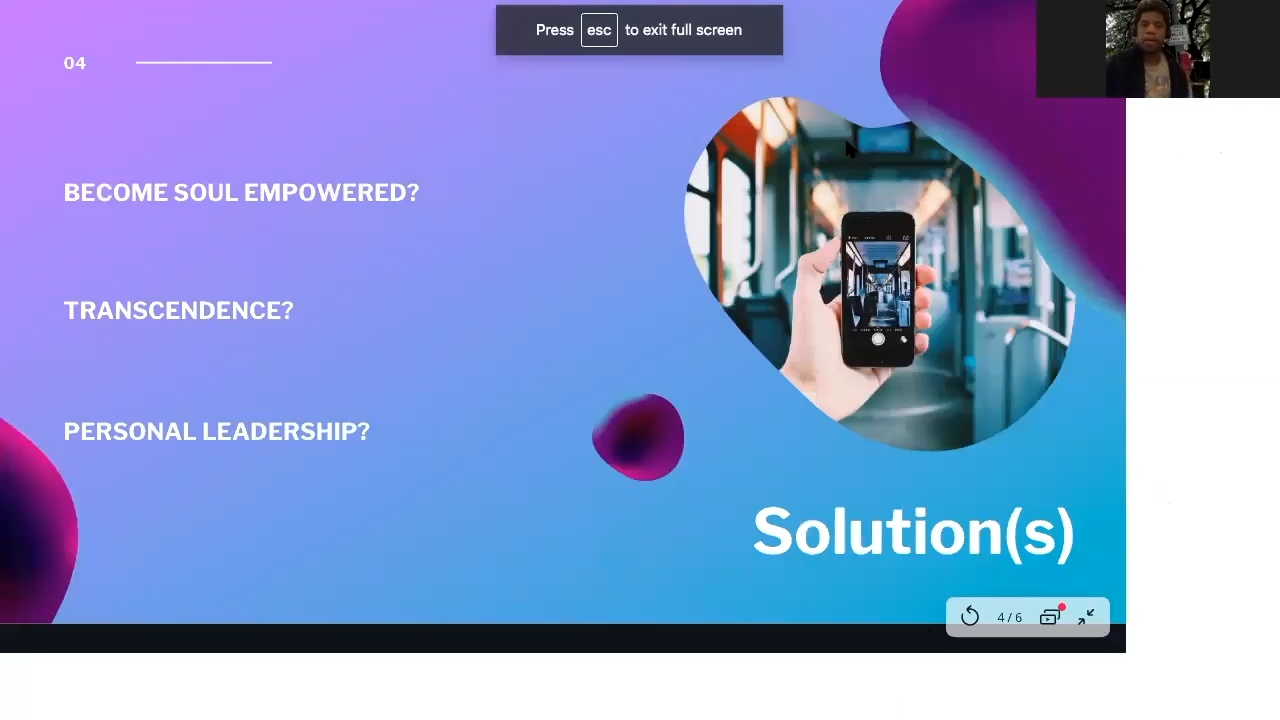 Press esc to exit full screen
04
BECOME SOUL EMPOWERED?
TRANSCENDENCE?
PERSONAL LEADERSHIP?
Solution(s)
4 / 6